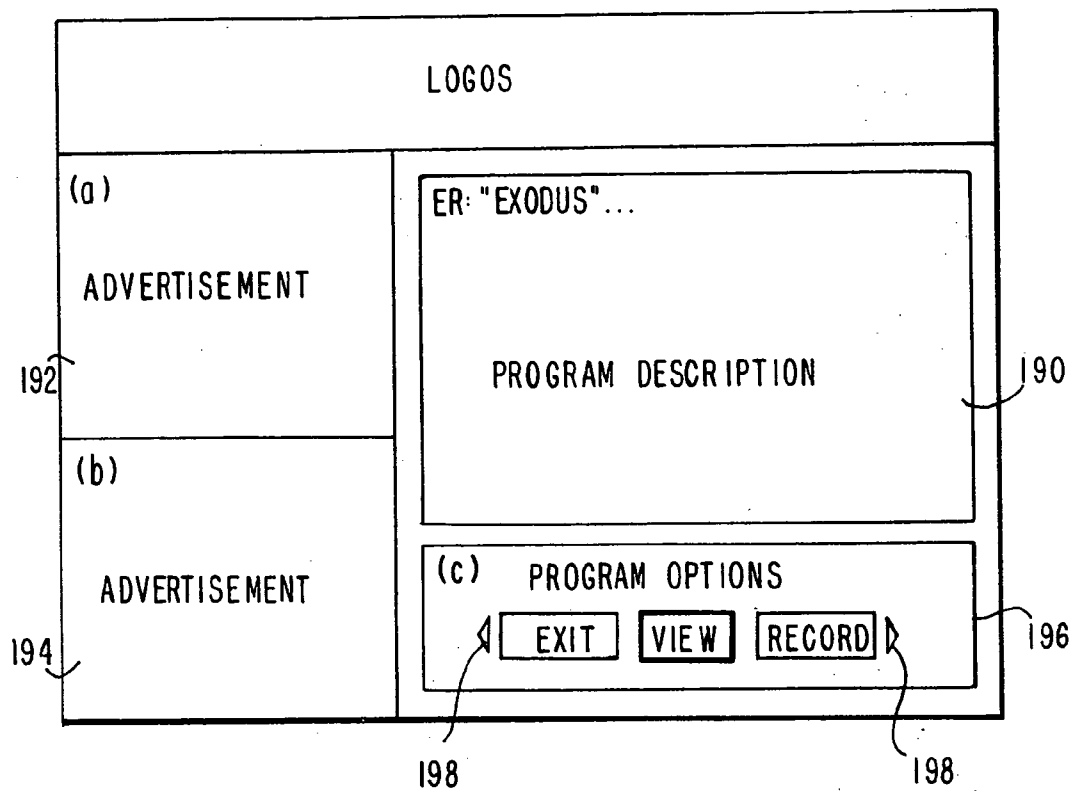 LOGOS
(a)
ADVERTISEMENT
192
(b)
ADVERTISEMENT
194
ER: "EXODUS"...
PROGRAM DESCRIPTION
190
(c) PROGRAM OPTIONS
EXIT VIEW RECORD
196
198 198